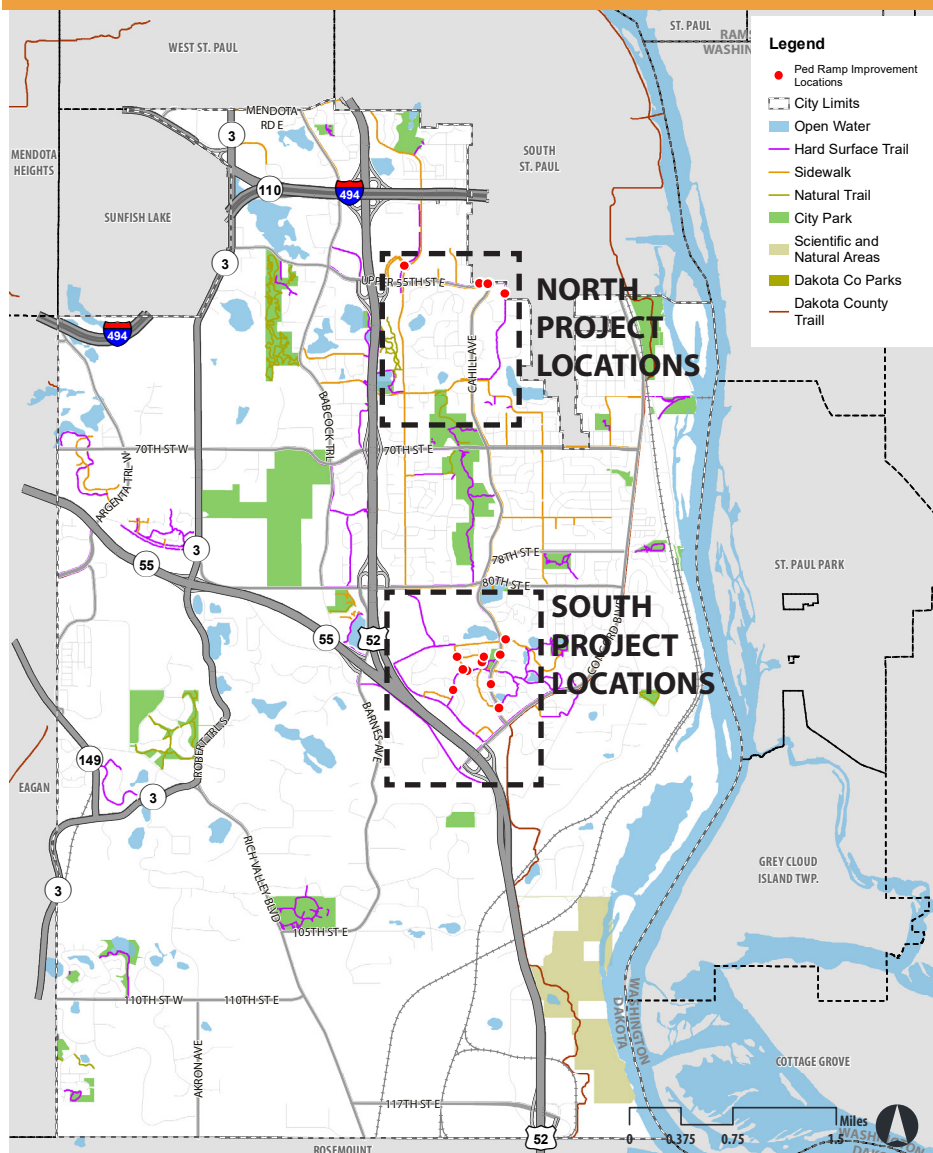 ST. PAUL
RAMS
WASHIN
WEST ST. PAUL
Legend
Ped Ramp Improvement
Locations
City Limits
Open Water
Hard Surface Trail
Sidewalk
Natural Trail
City Park
Scientific and
Natural Areas
Dakota Co Parks
Dakota County
Traill
MENDOTA
RD E
3
MENDOTA
HEIGHTS
SOUTH
ST. PAUL
110
494
SUNFISH LAKE
3
UPPER 55TH ST E
NORTH
PROJECT
LOCATIONS
494
CAHILL AVE
BABCOCK TRL
70TH ST W
70TH ST E
ARGENTA TRL W
3
55
78TH ST E
80TH ST E
ST. PAUL PARK
SOUTH
PROJECT
LOCATIONS
55
52
CONCORD BLVD
BARNES AVE
ROBERT TRL S
149
EAGAN
3
RICH VALLEY BLVD
GREY CLOUD
ISLAND TWP.
3
105TH ST E
110TH ST W
110TH ST E
WASHINGTON
DAKOTA
AKRON AVE
COTTAGE GROVE
117TH ST E
52
Miles
0
0.375
0.75
1.5
WASHINGTON
DAKO
ROSEMOUNT